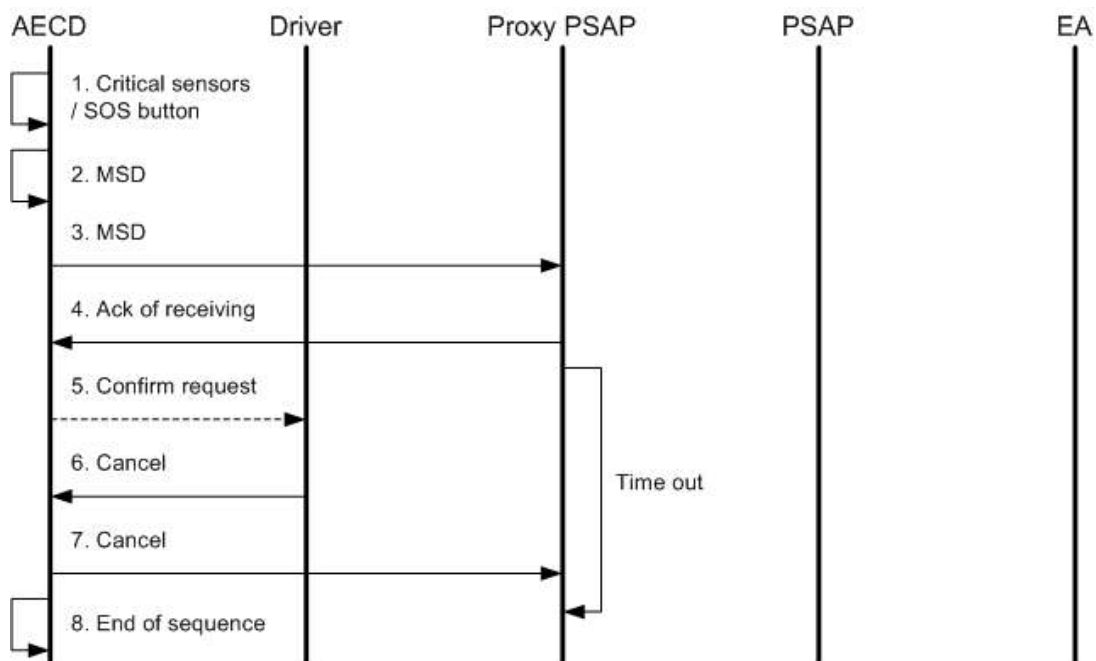 AECD Driver Proxy PSAP PSAP EA
1. Critical sensors
/ SOS button
2. MSD
3. MSD
4. Ack of receiving
5. Confirm request
6. Cancel
Time out
7. Cancel
8. End of sequence